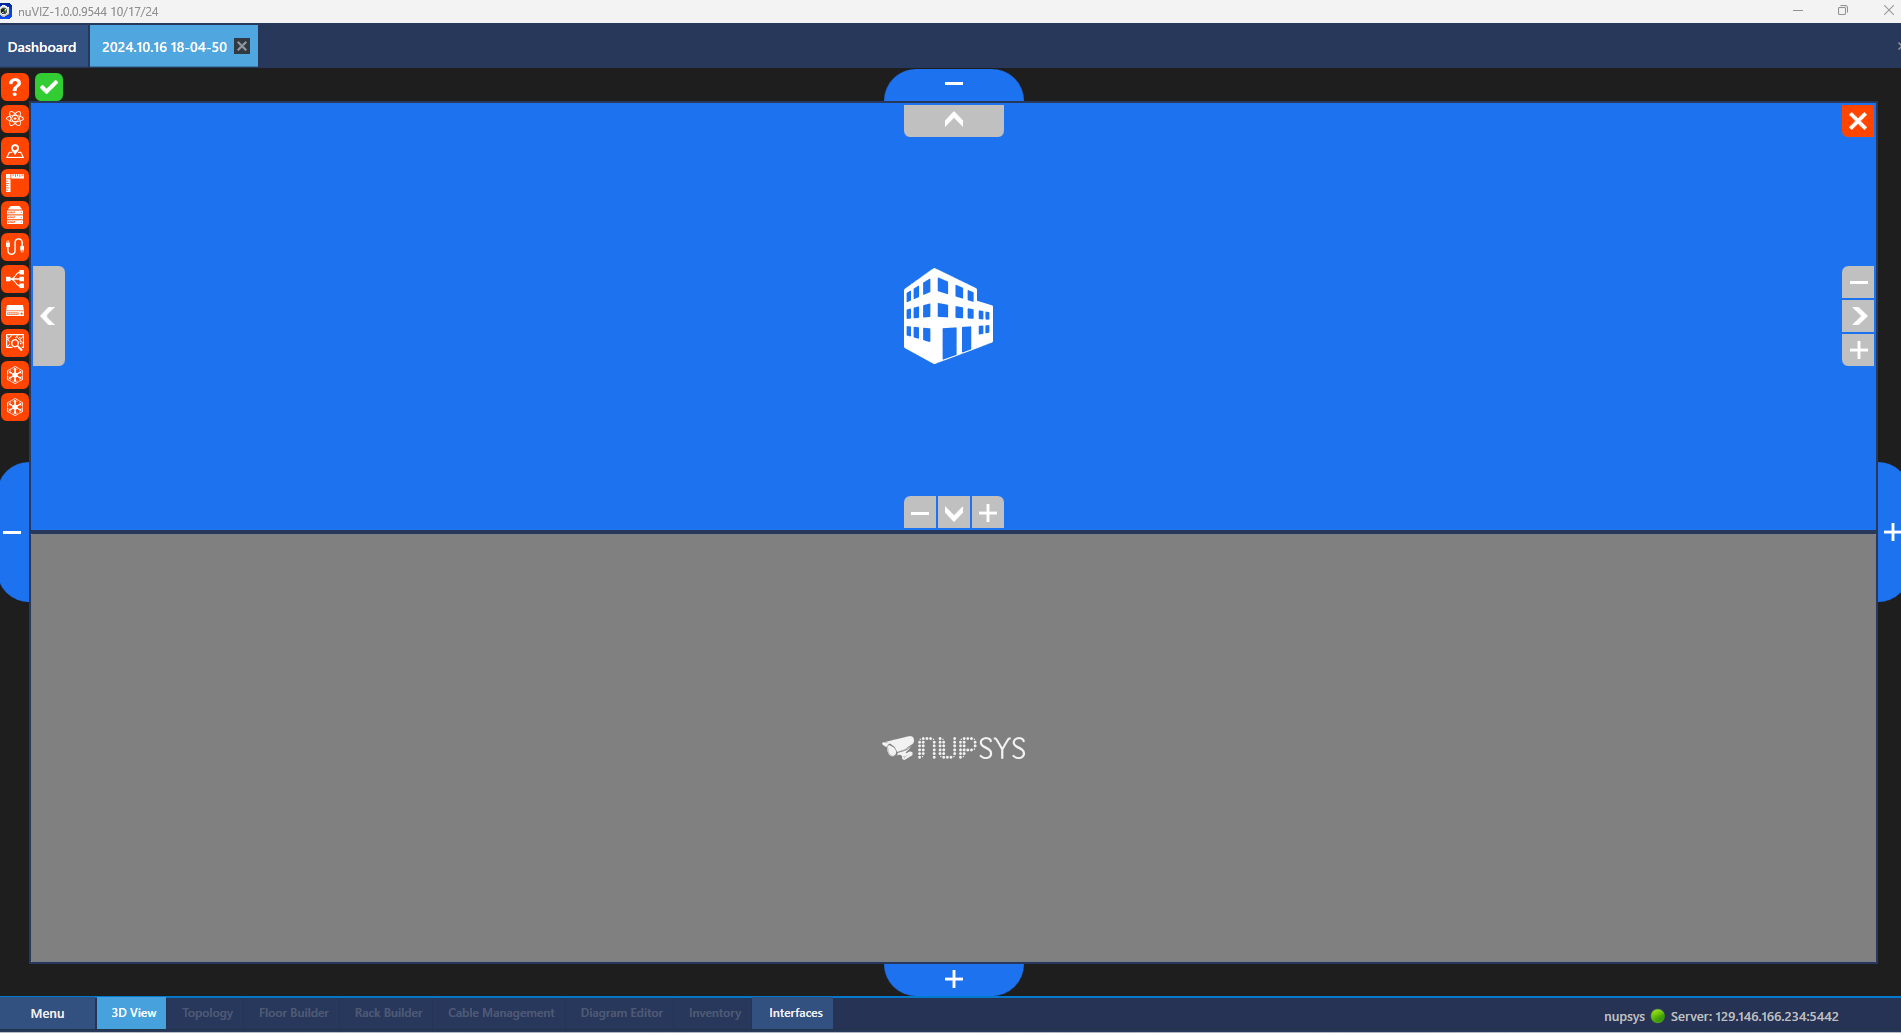 nuVIZ-1.0.0.9544 10/17/24
Dashboard
2024.10.16 18-04-50
nupsys
Menu
3D View
Topology
Floor Builder
Rack Builder
Cable Management
Diagram Editor
Inventory
Interfaces
nupsys
Server: 129.146.166.234:5442